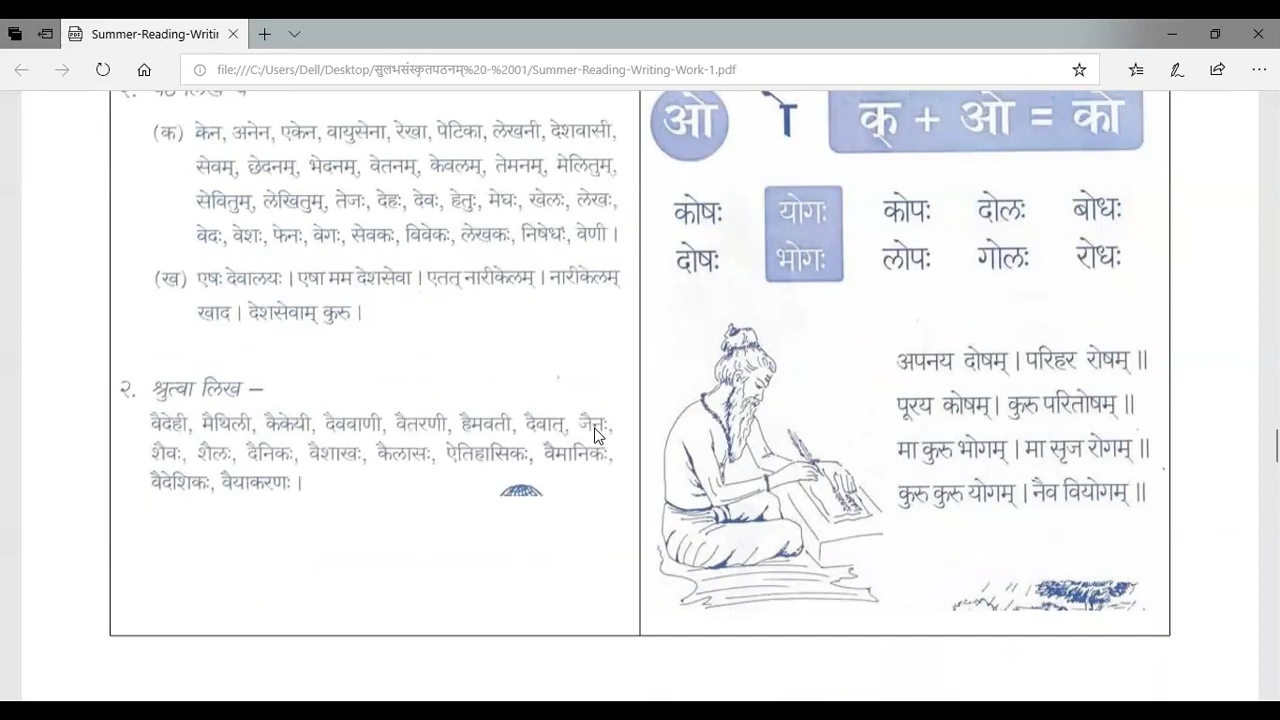 Summer-Reading-Writin
file:///C:/Users/Dell/Desktop/सुलभसंस्कृतपठनम्%20-%2001/Summer-Reading-Writing-Work-1.pdf
(क) केन, अनेन, एकेन, वायुसेना, रेखा, पेटिका, लेखनी, देशवासी,
सेवम्, छेदनम्, भेदनम्, वेतनम्, केवलम्, तेमनम्, मेलितुम्,
सेवितुम्, लेखितुम्, तेजः, देहः, देवः, हेतुः, मेघः, खेलः, लेखः,
वेदः, वेशः, फेनः, वेगः, सेवकः, विवेकः, लेखकः, निषेधः, वेणी ।
(ख) एषः देवालयः । एषा मम देशसेवा । एतत् नारीकेलम् । नारीकेलम्
खाद । देशसेवाम् कुरु ।
२. श्रुत्वा लिख –
वैदेही, मैथिली, कैकेयी, दैववाणी, वैतरणी, हैमवती, दैवात्, जैनः,
शैवः, शैलः, दैनिकः, वैशाखः, कैलासः, ऐतिहासिकः, वैमानिकः,
वैदेशिकः, वैयाकरणः ।
ओ ो क् + ओ = को
कोषः योगः कोपः दोलः बोधः
दोषः भोगः लोपः गोलः रोधः
अपनय दोषम् । परिहर रोषम् ॥
पूरय कोषम् । कुरु परितोषम् ॥
मा कुरु भोगम् । मा सृज रोगम् ॥
कुरु कुरु योगम् । नैव वियोगम् ॥